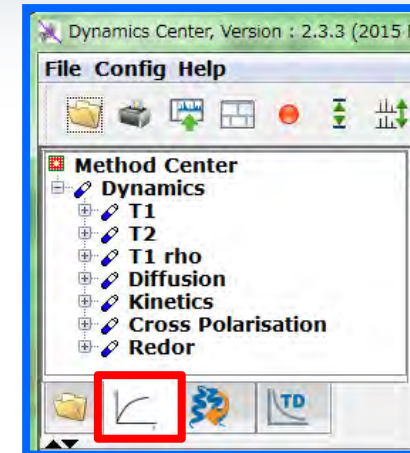 Dynamics Center, Version : 2.3.3 (2015
File Config Help
Method Center
Dynamics
T1
T2
T1 rho
Diffusion
Kinetics
Cross Polarisation
Redor
TD